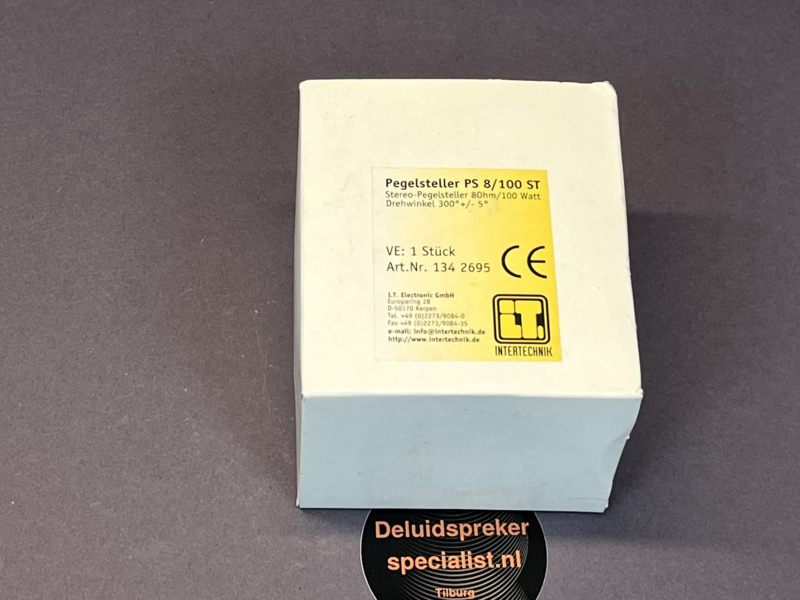 Pegelsteller PS 8/100 ST
Stereo-Pegelsteller 8Ohm/100 Watt
Drehwinkel 300°+/- 5°
VE: 1 Stück
Art.Nr. 134 2695
CE
I.T. Electronic GmbH
Europaring 28
D-50170 Kerpen
Tel. +49 (0)2273/9084-0
Fax +49 (0)2273/9084-35
e-mail: info@intertechnik.de
http://www.intertechnik.de
i.t.
INTERTECHNIK
Deluidspreker
specialist.nl
Tilburg